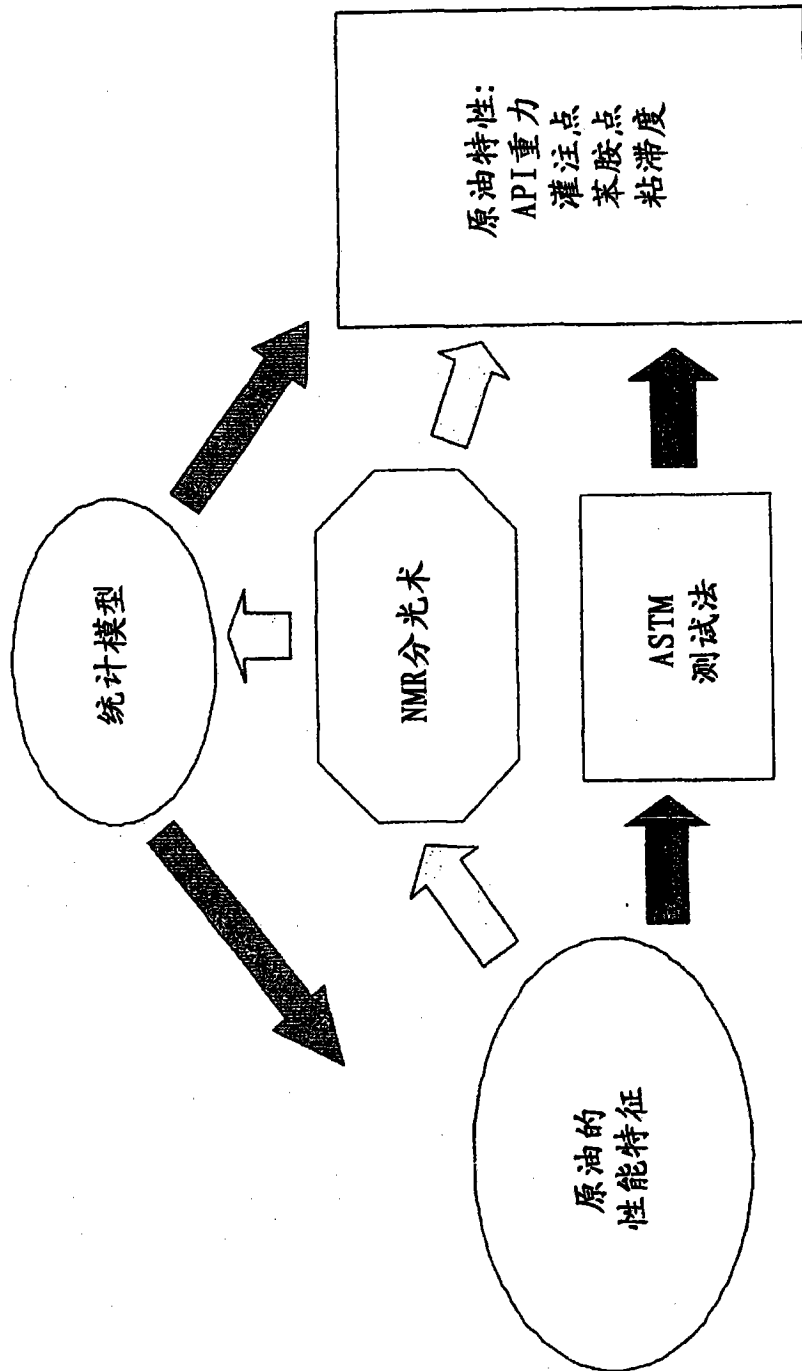 统计模型
原油的
性能特征
NMR分光术
ASTM
测试法
原油特性:
API重力
灌注点
苯胺点
粘滞度